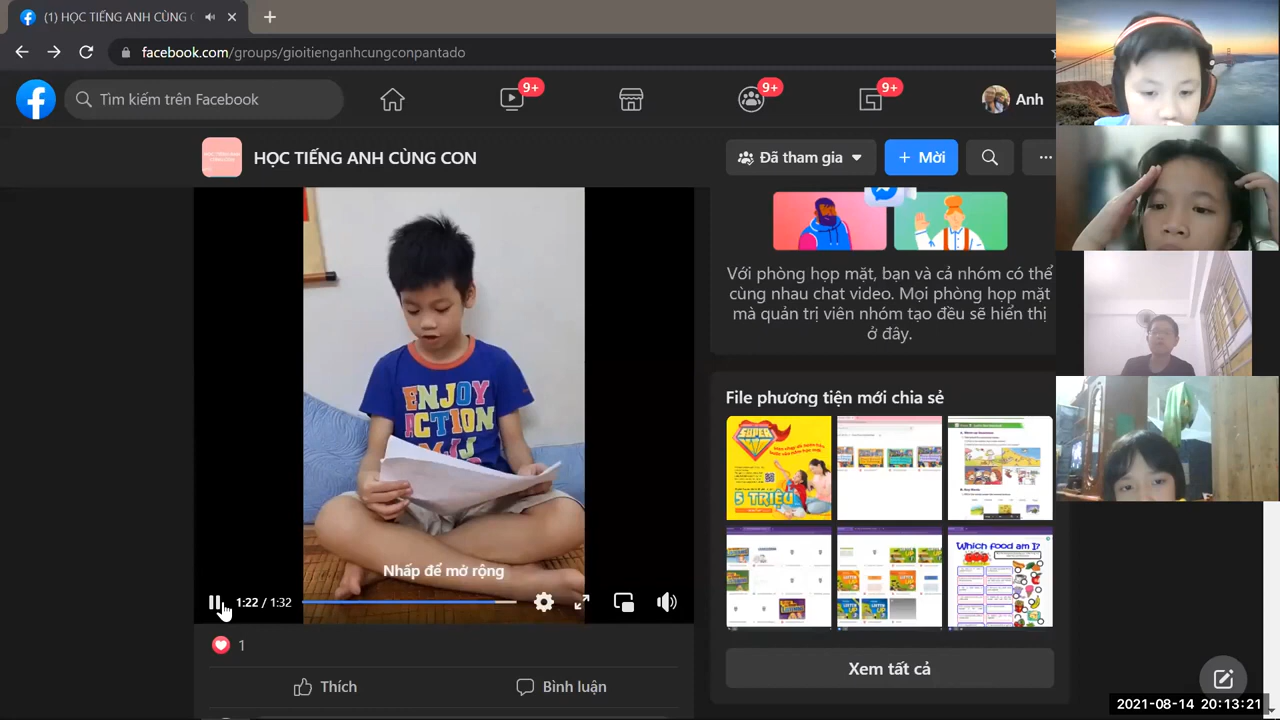 (1) HỌC TIẾNG ANH CÙNG C
facebook.com/groups/gioitienganhcungconpantado
Tìm kiếm trên Facebook
9+
9+
9+
Anh
HỌC TIẾNG ANH CÙNG CON
Đã tham gia
+ Mời
ENJOY
ACTION
Với phòng họp mặt, bạn và cả nhóm có thể
cùng nhau chat video. Mọi phòng họp mặt
mà quản trị viên nhóm tạo đều sẽ hiển thị
ở đây.
File phương tiện mới chia sẻ
SUPER
5 TRIỆU
Which food am I?
Nhấp để mở rộng
1
Thích
Bình luận
Xem tất cả
2021-08-14 20:13:21